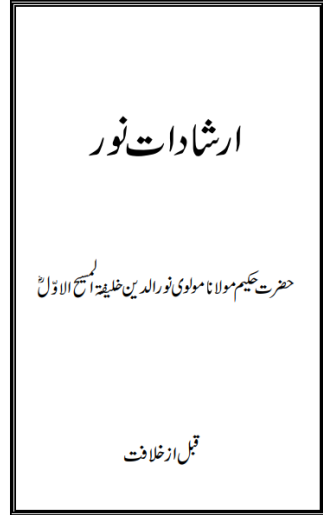 ارشادات نور
حضرت حکیم مولانا مولوی نورالدین خلیفۃ المسیح الاوّلؓ
قبل از خلافت